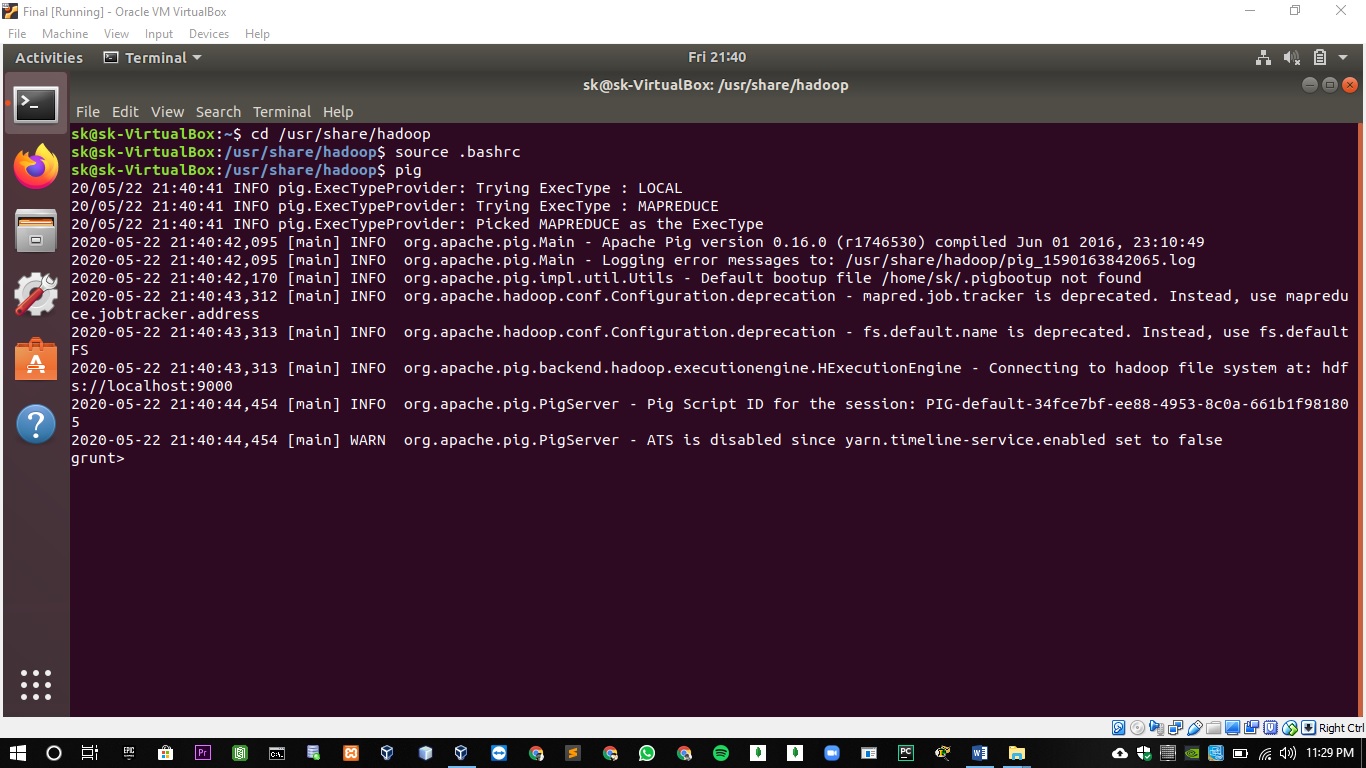 Final [Running] - Oracle VM VirtualBox
File Machine View Input Devices Help
Activities Terminal Fri 21:40
sk@sk-VirtualBox: /usr/share/hadoop
File Edit View Search Terminal Help
sk@sk-VirtualBox:~$ cd /usr/share/hadoop
sk@sk-VirtualBox:/usr/share/hadoop$ source .bashrc
sk@sk-VirtualBox:/usr/share/hadoop$ pig
20/05/22 21:40:41 INFO pig.ExecTypeProvider: Trying ExecType : LOCAL
20/05/22 21:40:41 INFO pig.ExecTypeProvider: Trying ExecType : MAPREDUCE
20/05/22 21:40:41 INFO pig.ExecTypeProvider: Picked MAPREDUCE as the ExecType
2020-05-22 21:40:42,095 [main] INFO  org.apache.pig.Main - Apache Pig version 0.16.0 (r1746530) compiled Jun 01 2016, 23:10:49
2020-05-22 21:40:42,095 [main] INFO  org.apache.pig.Main - Logging error messages to: /usr/share/hadoop/pig_1590163842065.log
2020-05-22 21:40:42,170 [main] INFO  org.apache.pig.impl.util.Utils - Default bootup file /home/sk/.pigbootup not found
2020-05-22 21:40:43,312 [main] INFO  org.apache.hadoop.conf.Configuration.deprecation - mapred.job.tracker is deprecated. Instead, use mapredu
ce.jobtracker.address
2020-05-22 21:40:43,313 [main] INFO  org.apache.hadoop.conf.Configuration.deprecation - fs.default.name is deprecated. Instead, use fs.default
FS
2020-05-22 21:40:43,313 [main] INFO  org.apache.pig.backend.hadoop.executionengine.HExecutionEngine - Connecting to hadoop file system at: hdf
s://localhost:9000
2020-05-22 21:40:44,454 [main] INFO  org.apache.pig.PigServer - Pig Script ID for the session: PIG-default-34fce7bf-ee88-4953-8c0a-661b1f98180
5
2020-05-22 21:40:44,454 [main] WARN  org.apache.pig.PigServer - ATS is disabled since yarn.timeline-service.enabled set to false
grunt>
Right Ctrl
EPIC Pr C:\ PC W 11:29 PM